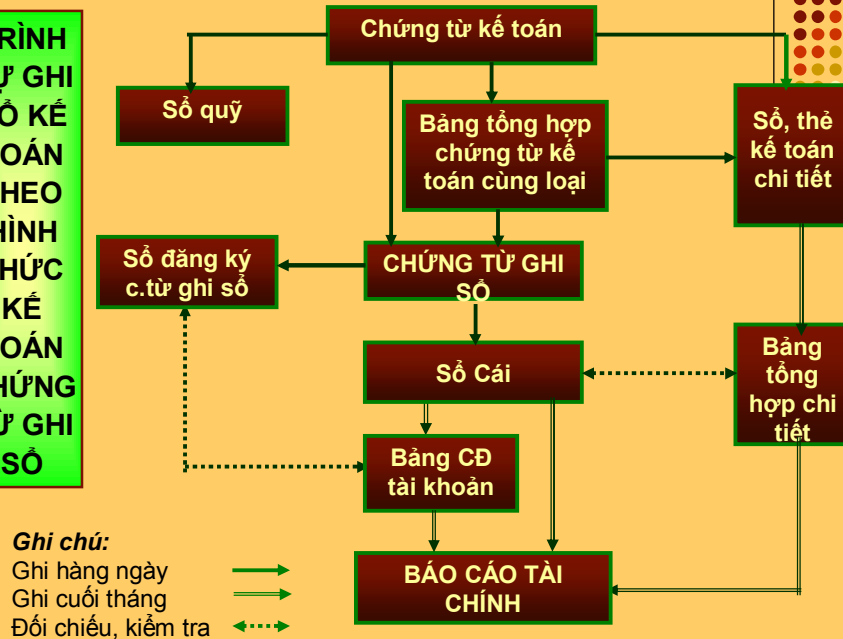 RÌNH
Ự GHI
Ổ KẾ
OÁN
HEO
HÌNH
HỨC
KẾ
OÁN
HỨNG
Ừ GHI
SỔ
Chứng từ kế toán
Sổ quỹ
Bảng tổng hợp
chứng từ kế
toán cùng loại
Sổ, thẻ
kế toán
chi tiết
Sổ đăng ký
c.từ ghi sổ
CHỨNG TỪ GHI
SỔ
Sổ Cái
Bảng
tổng
hợp chi
tiết
Bảng CĐ
tài khoản
BÁO CÁO TÀI
CHÍNH
Ghi chú:
Ghi hàng ngày
Ghi cuối tháng
Đối chiếu, kiểm tra